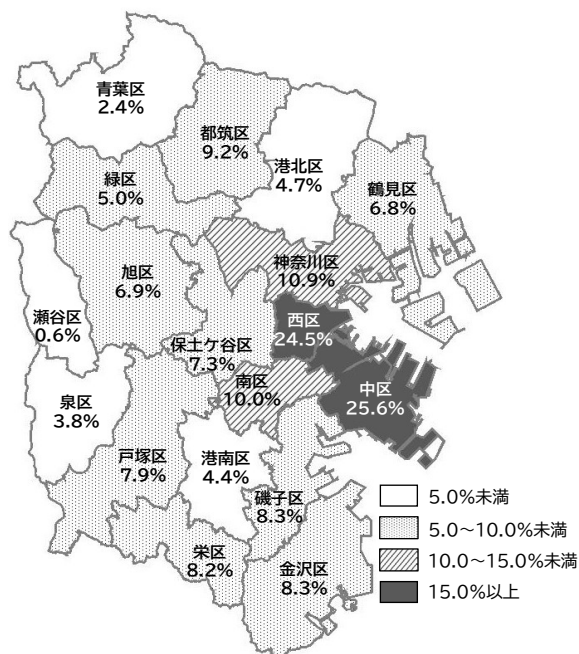 青葉区
2.4%
都筑区
9.2%
港北区
4.7%
緑区
5.0%
鶴見区
6.8%
神奈川区
10.9%
旭区
6.9%
瀬谷区
0.6%
西区
24.5%
保土ケ谷区
7.3%
南区
10.0%
中区
25.6%
泉区
3.8%
戸塚区
7.9%
港南区
4.4%
磯子区
8.3%
栄区
8.2%
金沢区
8.3%
5.0%未満
5.0～10.0%未満
10.0～15.0%未満
15.0%以上